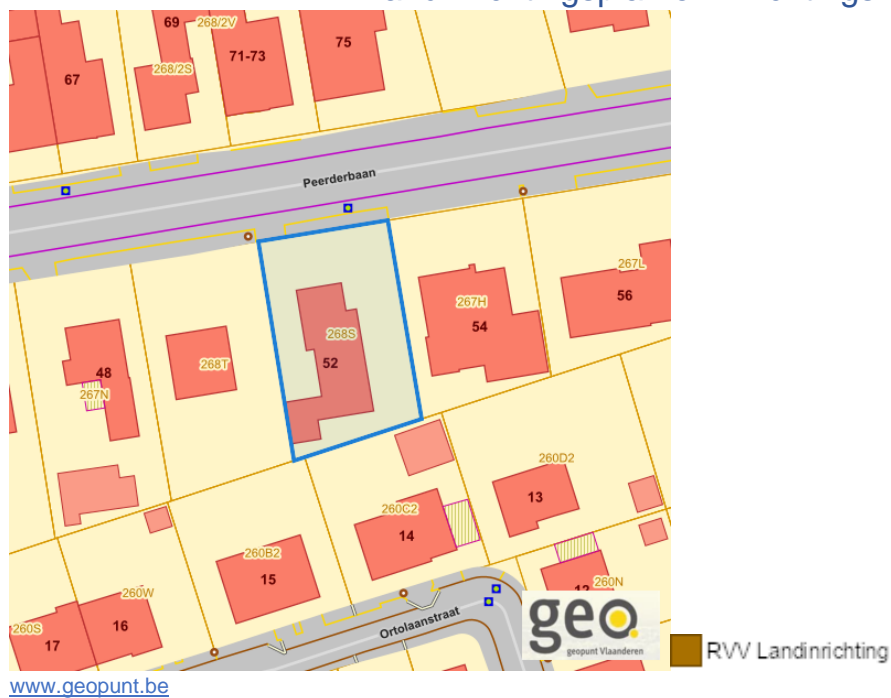 69
268/2V
75
71-73
67
268/2S
Peerderbaan
267L
56
267H
54
268S
52
268T
48
267N
260D2
13
260C2
14
260B2
15
260W
16
260S
17
260N
12
Ortolaanstraat
geo
geopunt Vlaanderen
RVV Landinrichting
www.geopunt.be